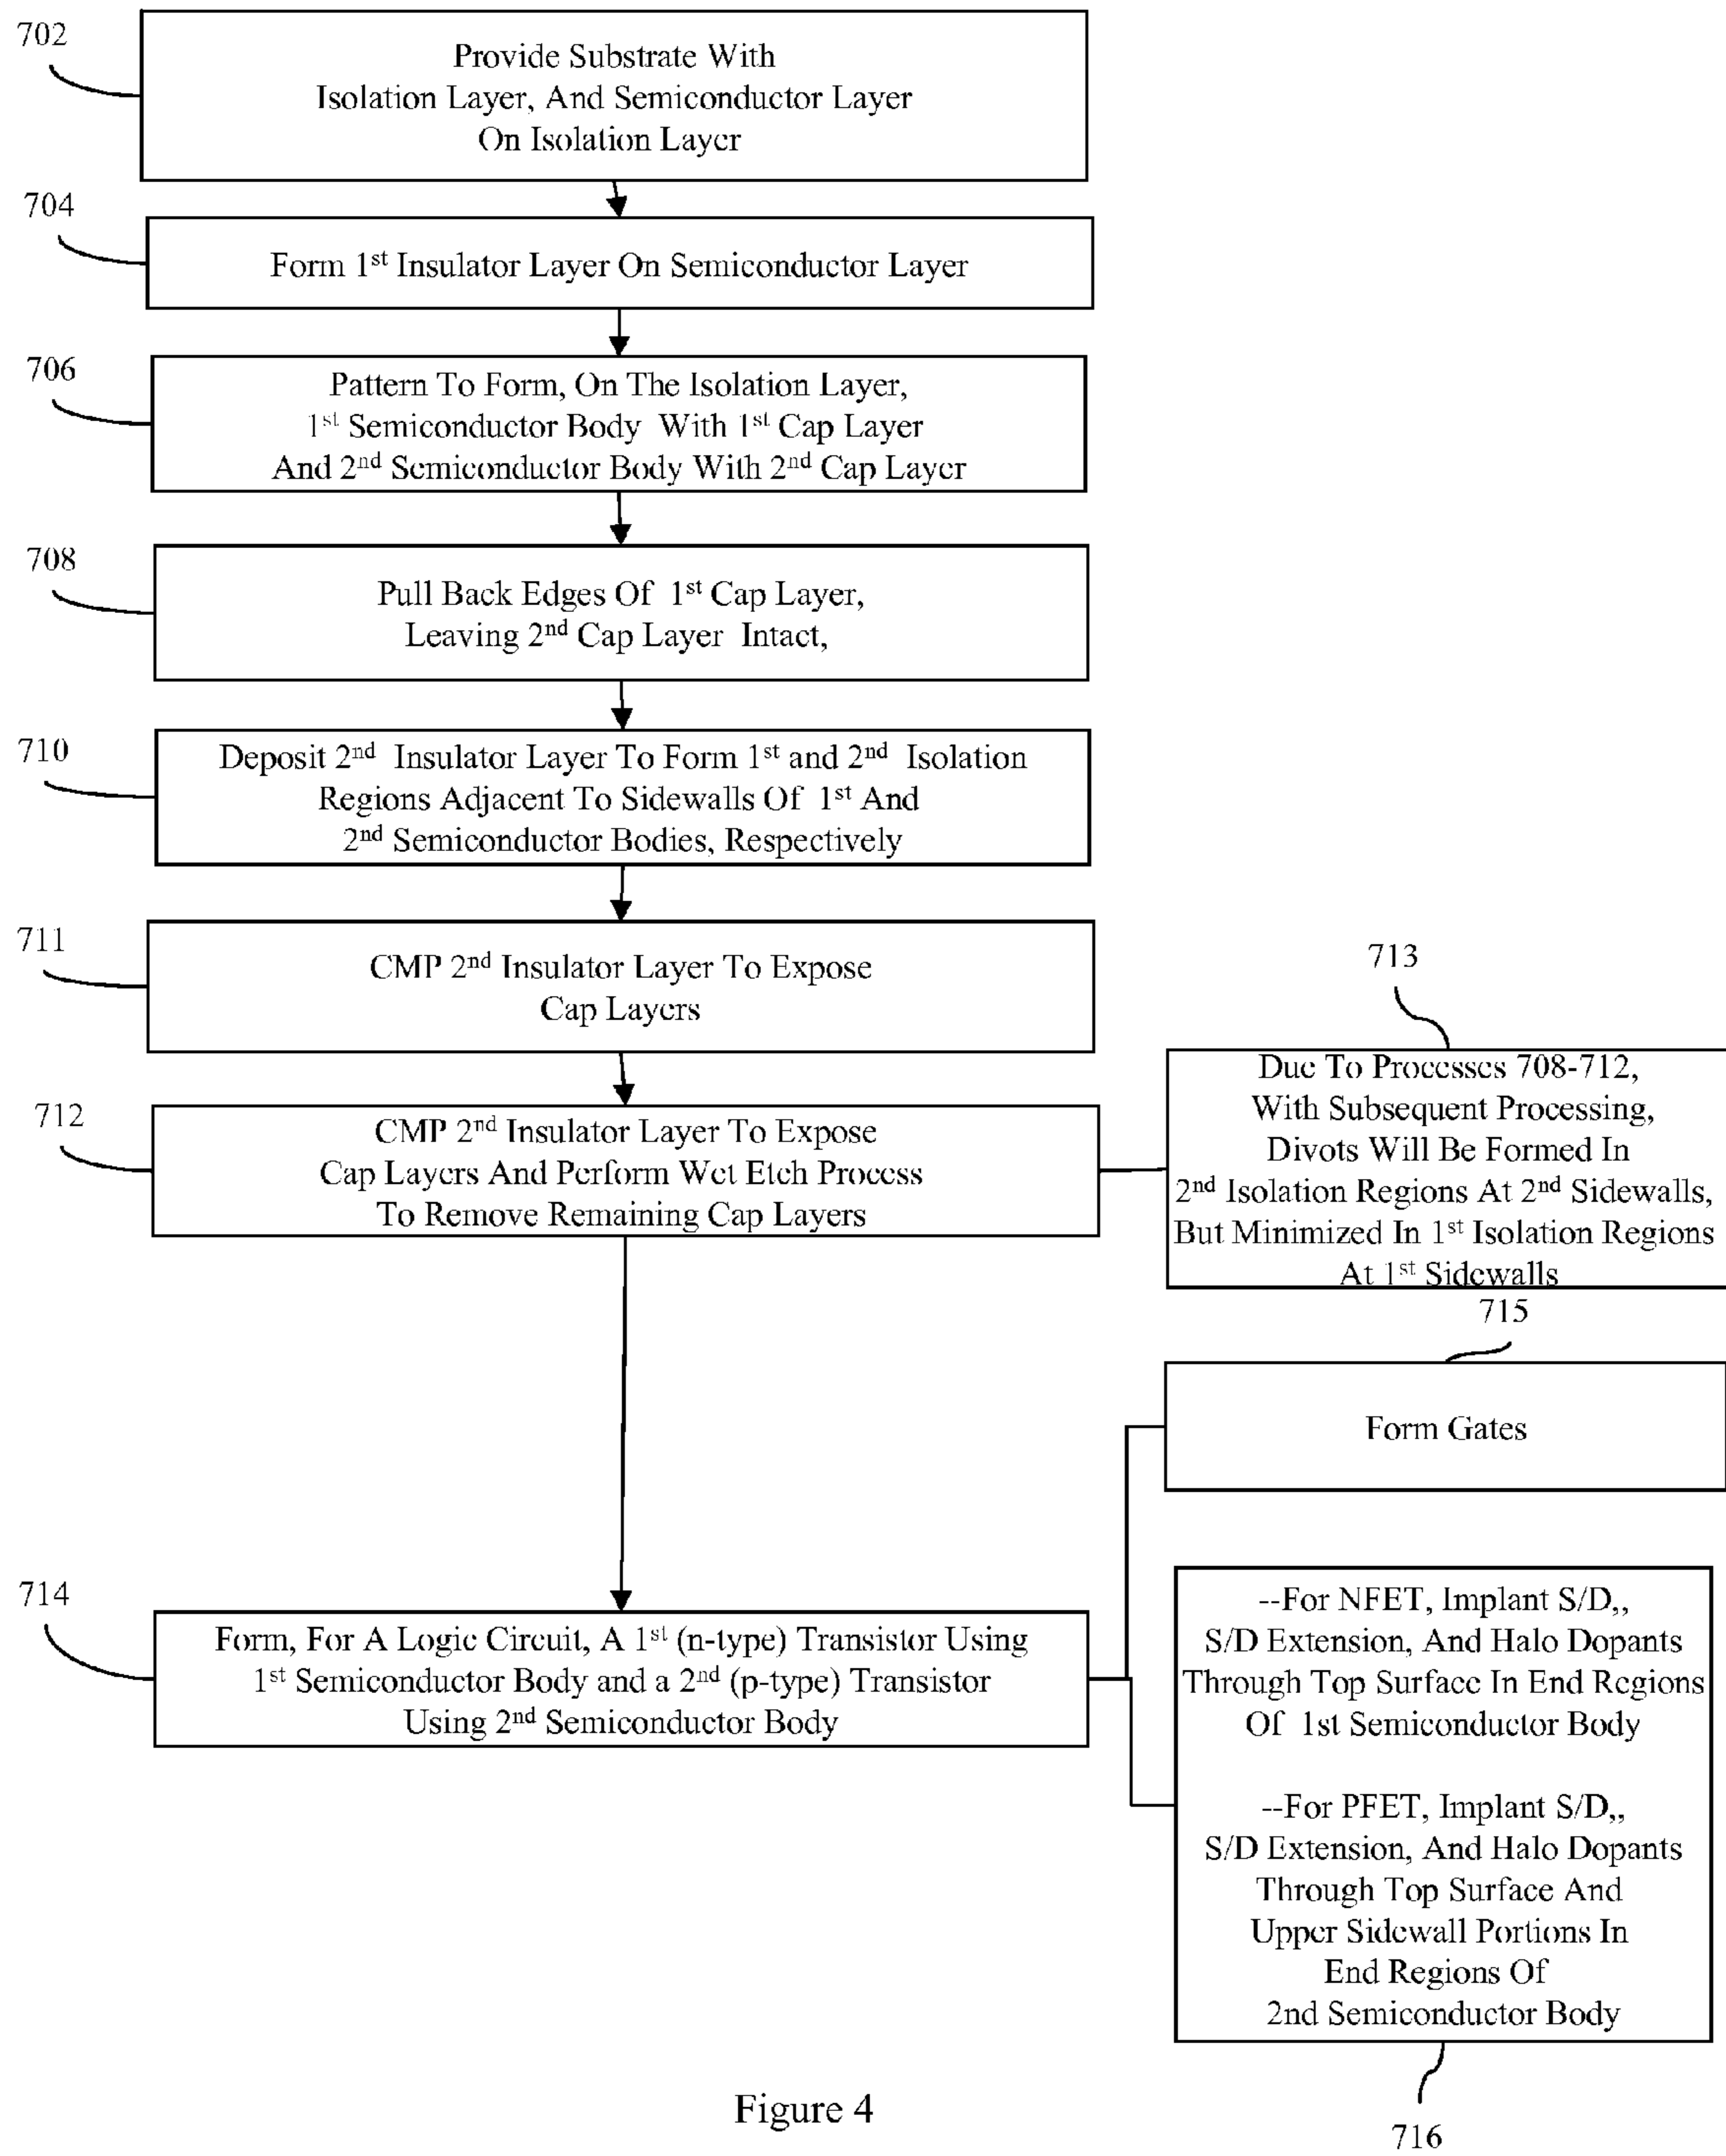 702
Provide Substrate With
Isolation Layer, And Semiconductor Layer
On Isolation Layer
704
Form 1st Insulator Layer On Semiconductor Layer
706
Pattern To Form, On The Isolation Layer,
1st Semiconductor Body With 1st Cap Layer
And 2nd Semiconductor Body With 2nd Cap Layer
708
Pull Back Edges Of 1st Cap Layer,
Leaving 2nd Cap Layer Intact,
710
Deposit 2nd Insulator Layer To Form 1st and 2nd Isolation
Regions Adjacent To Sidewalls Of 1st And
2nd Semiconductor Bodies, Respectively
711
CMP 2nd Insulator Layer To Expose
Cap Layers
712
CMP 2nd Insulator Layer To Expose
Cap Layers And Perform Wet Etch Process
To Remove Remaining Cap Layers
713
Due To Processes 708-712,
With Subsequent Processing,
Divots Will Be Formed In
2nd Isolation Regions At 2nd Sidewalls,
But Minimized In 1st Isolation Regions
At 1st Sidewalls
714
Form, For A Logic Circuit, A 1st (n-type) Transistor Using
1st Semiconductor Body and a 2nd (p-type) Transistor
Using 2nd Semiconductor Body
715
Form Gates
--For NFET, Implant S/D,,
S/D Extension, And Halo Dopants
Through Top Surface In End Regions
Of 1st Semiconductor Body
--For PFET, Implant S/D,,
S/D Extension, And Halo Dopants
Through Top Surface And
Upper Sidewall Portions In
End Regions Of
2nd Semiconductor Body
716
Figure 4